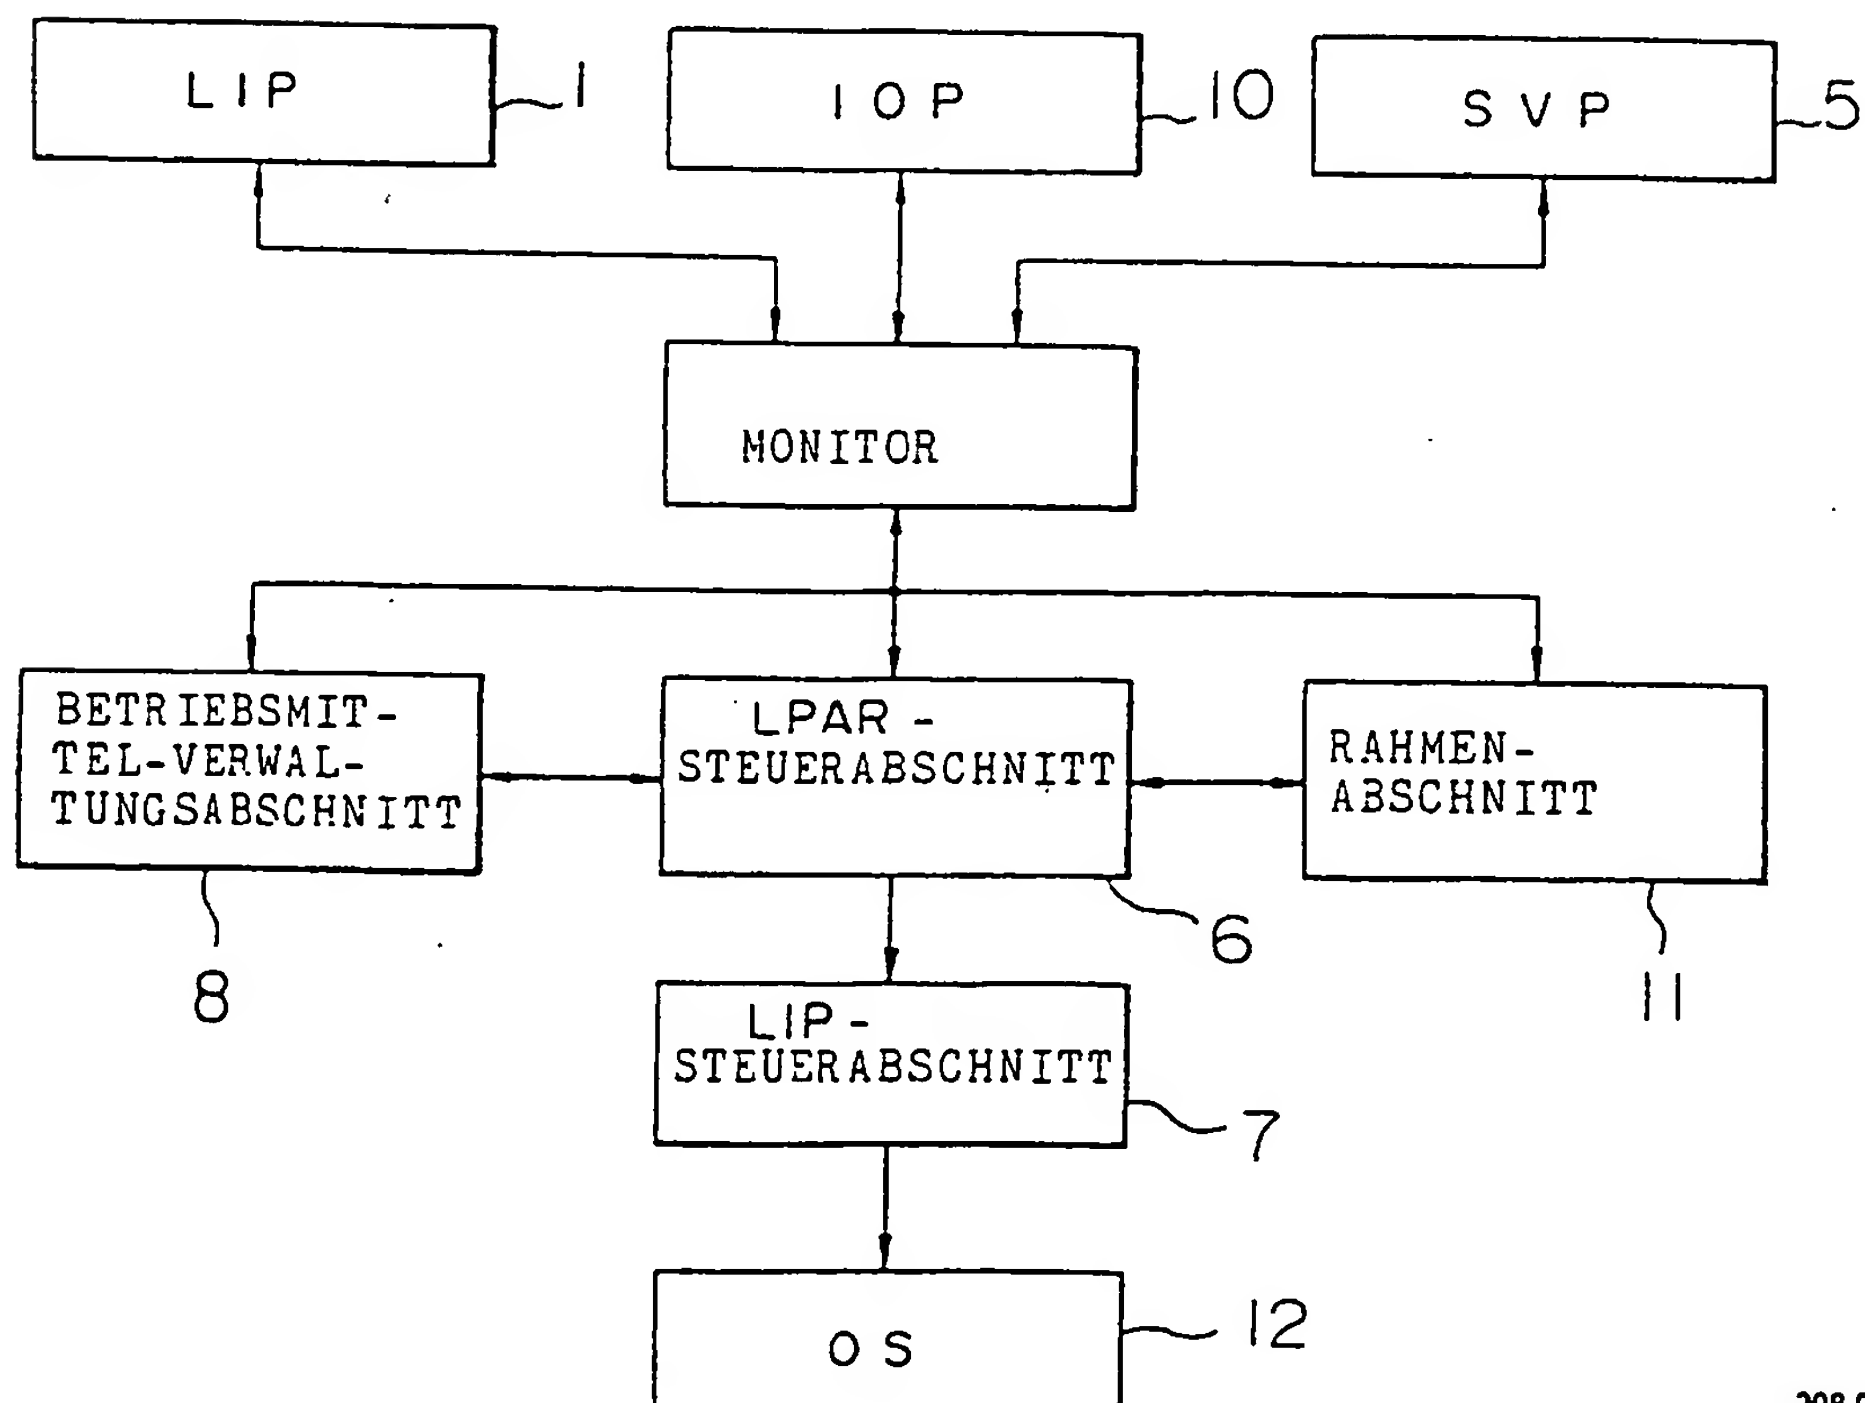 LIP
1
IOP
10
SVP
5
MONITOR
BETRIEBSMIT-
TEL-VERWAL-
TUNGSABSCHNITT
8
LPAR-
STEUERABSCHNITT
6
RAHMEN-
ABSCHNITT
11
LIP-
STEUERABSCHNITT
7
OS
12